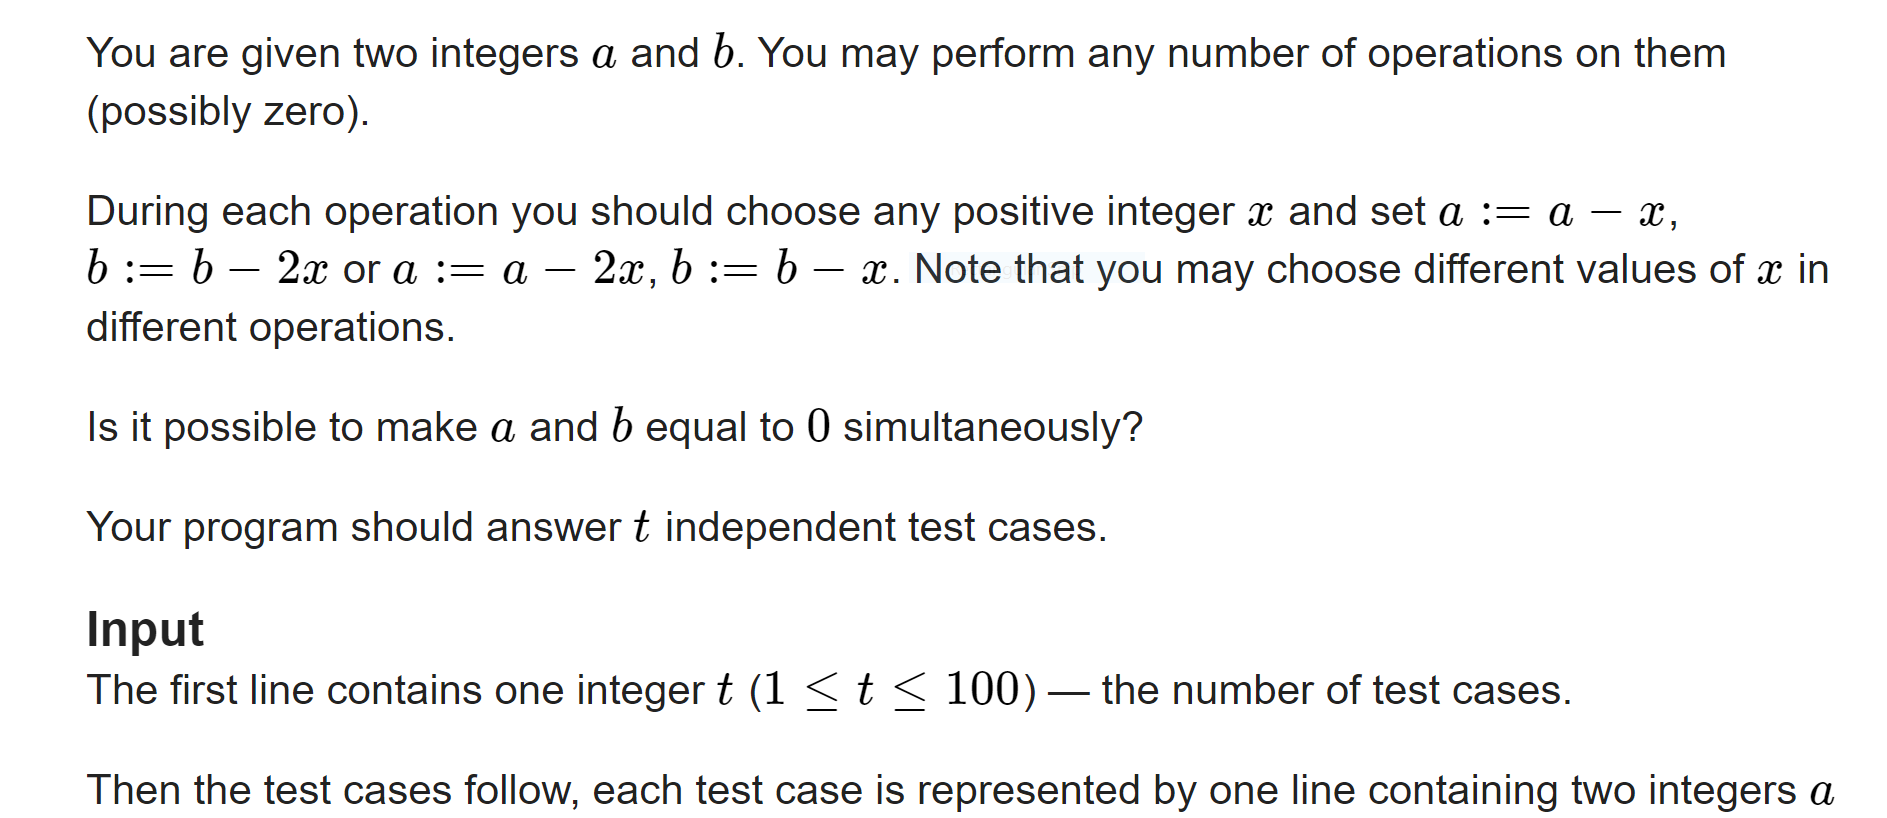 You are given two integers a and b. You may perform any number of operations on them
(possibly zero).
During each operation you should choose any positive integer x and set a := a − x,
b := b − 2x or a := a − 2x, b := b − x. Note that you may choose different values of x in
different operations.
Is it possible to make a and b equal to 0 simultaneously?
Your program should answer t independent test cases.
Input
The first line contains one integer t (1 ≤ t ≤ 100) — the number of test cases.
Then the test cases follow, each test case is represented by one line containing two integers a